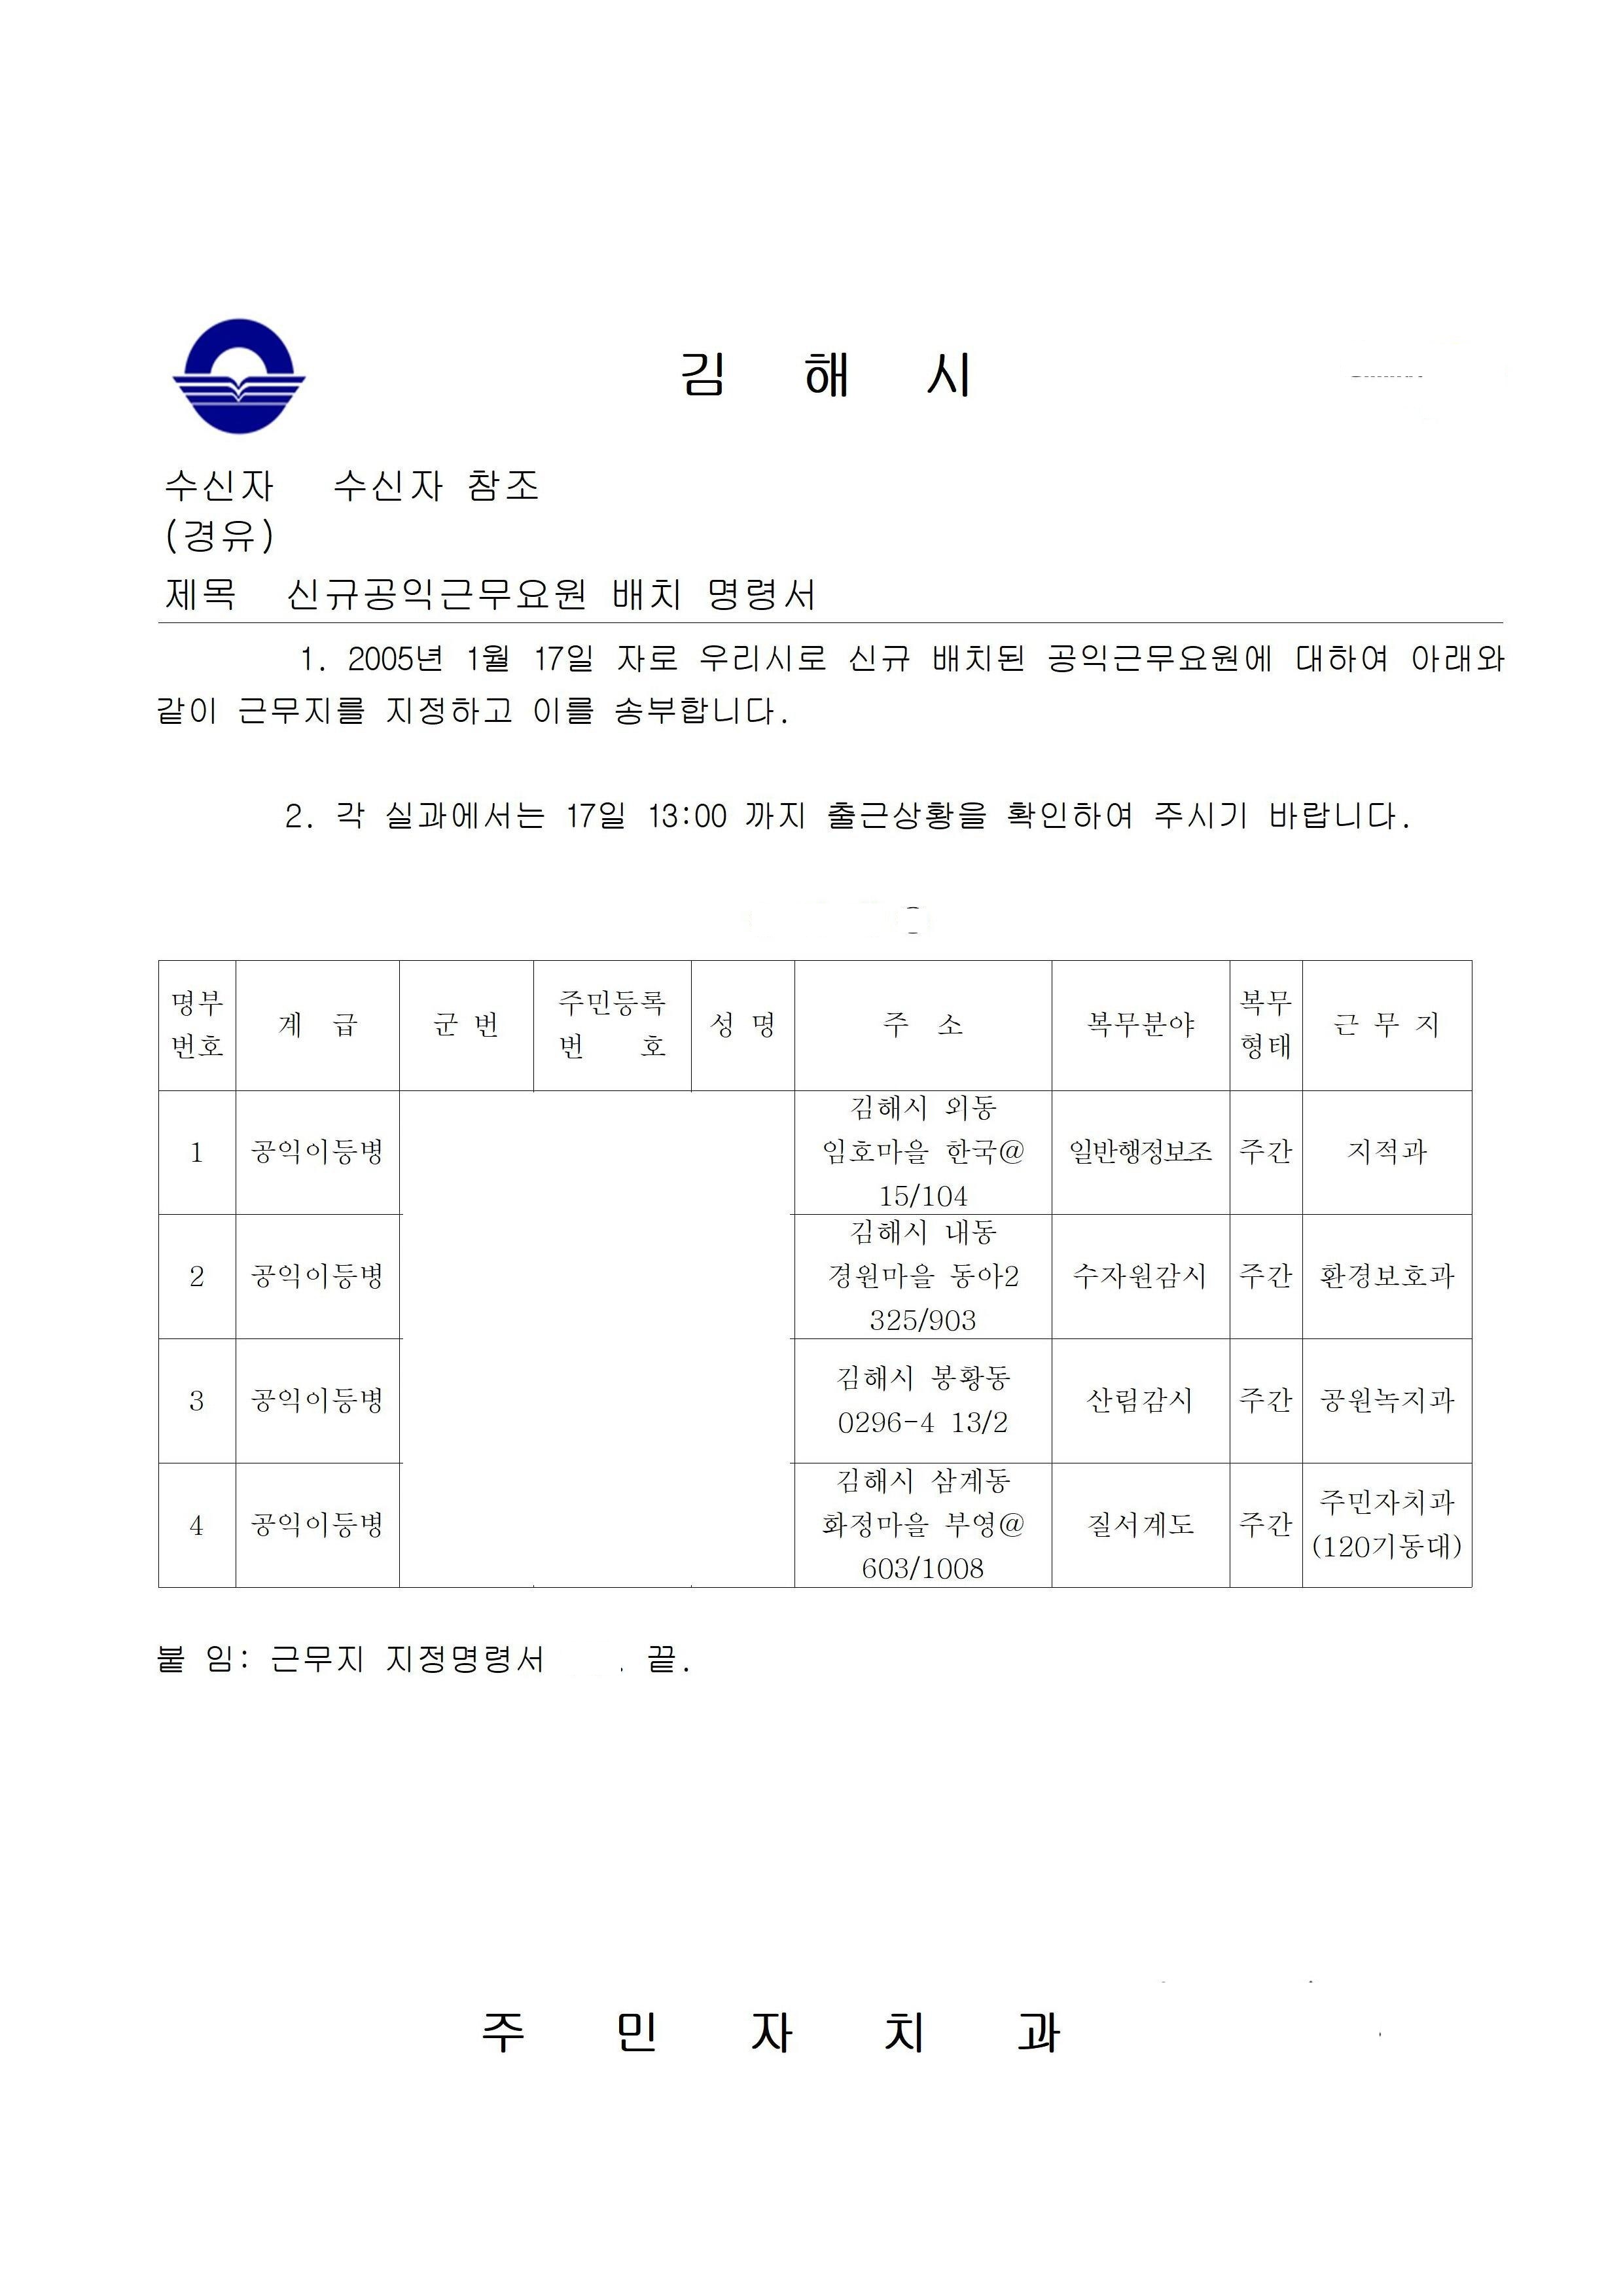 김 해 시
수신자 수신자 참조
(경유)
제목 신규공익근무요원 배치 명령서
1. 2005년 1월 17일 자로 우리시로 신규 배치된 공익근무요원에 대하여 아래와
같이 근무지를 지정하고 이를 송부합니다.
2. 각 실과에서는 17일 13:00 까지 출근상황을 확인하여 주시기 바랍니다.
명부 번호 계 급 군 번 주민등록 번 호 성 명 주 소 복무분야 복무 형태 근 무 지
1 공익이등병 김해시 외동 임호마을 한국@ 15/104 일반행정보조 주간 지적과
2 공익이등병 김해시 내동 경원마을 동아2 325/903 수자원감시 주간 환경보호과
3 공익이등병 김해시 봉황동 0296-4 13/2 산림감시 주간 공원녹지과
4 공익이등병 김해시 삼계동 화정마을 부영@ 603/1008 질서계도 주간 주민자치과 (120기동대)
붙 임: 근무지 지정명령서 끝.
주 민 자 치 과